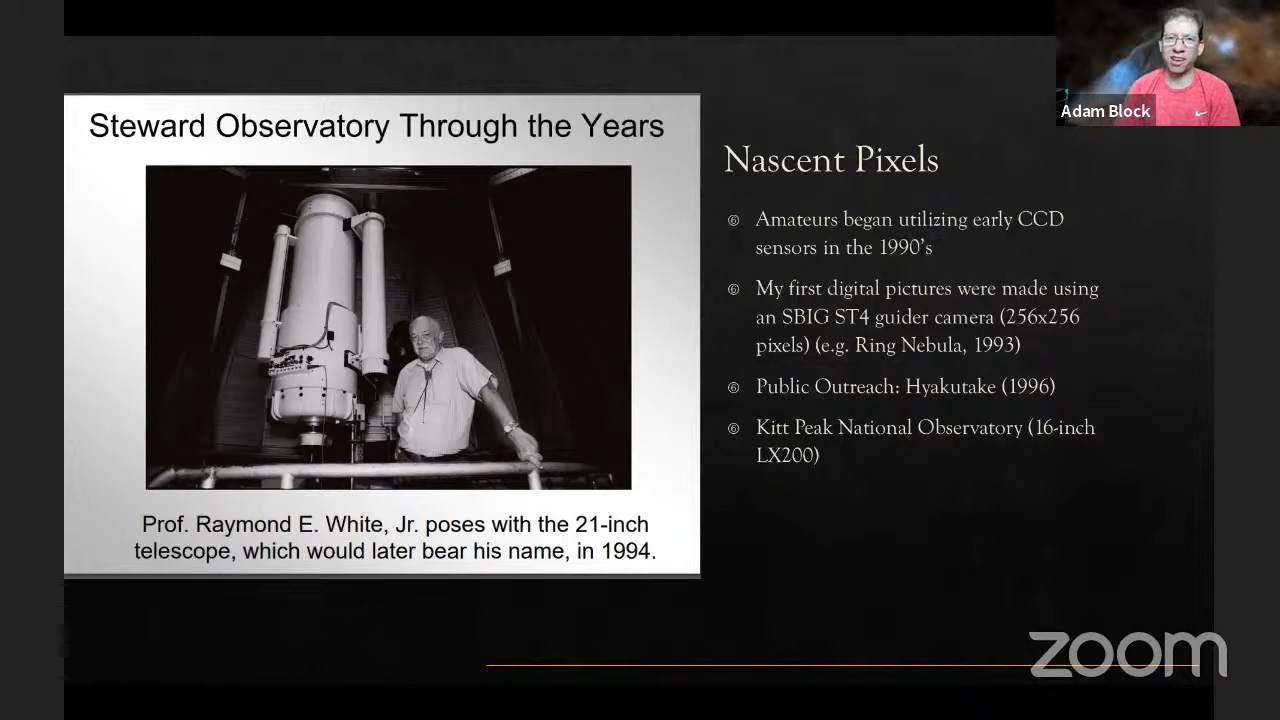 Adam Block
Steward Observatory Through the Years
Prof. Raymond E. White, Jr. poses with the 21-inch
telescope, which would later bear his name, in 1994.
Nascent Pixels
Amateurs began utilizing early CCD
sensors in the 1990’s
My first digital pictures were made using
an SBIG ST4 guider camera (256x256
pixels) (e.g. Ring Nebula, 1993)
Public Outreach: Hyakutake (1996)
Kitt Peak National Observatory (16-inch
LX200)
zoom